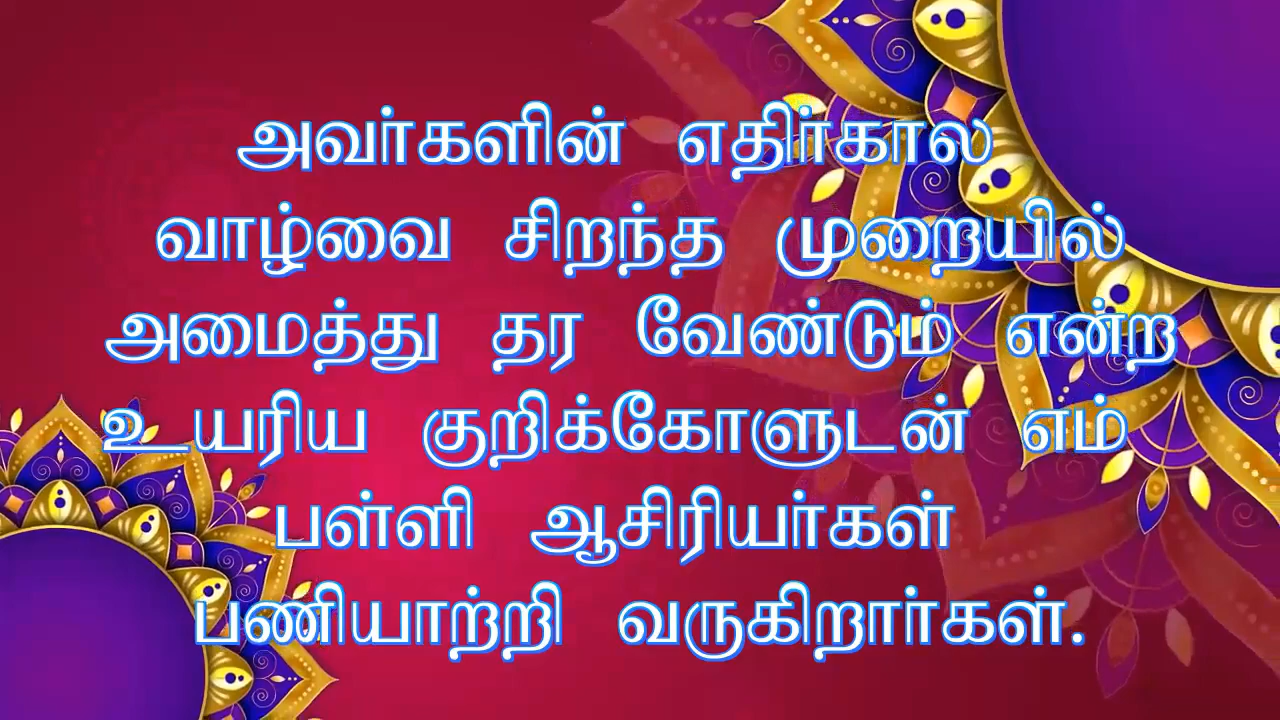 அவர்களின் எதிர்கால
வாழ்வை சிறந்த முறையில்
அமைத்து தர வேண்டும் என்ற
உயரிய குறிக்கோளுடன் எம்
பள்ளி ஆசிரியர்கள்
பணியாற்றி வருகிறார்கள்.